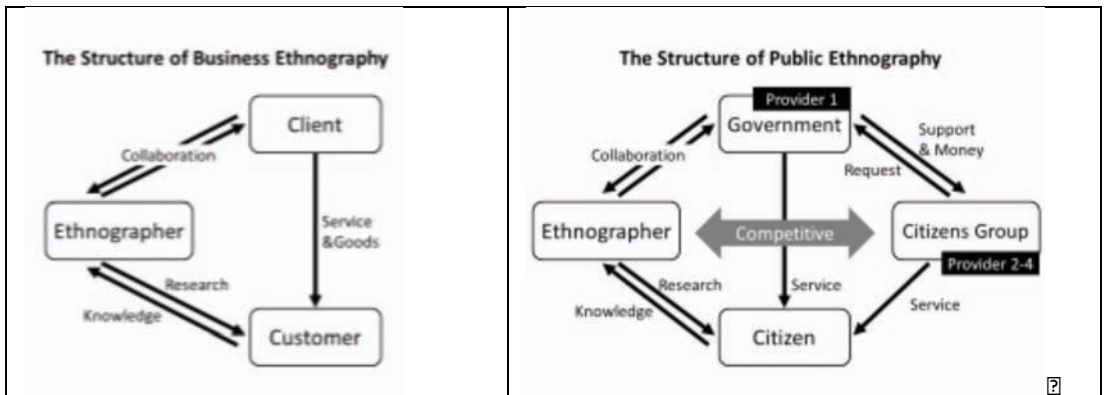 The Structure of Business Ethnography
Client
Collaboration
Ethnographer
Service
&Goods
Research
Knowledge
Customer
The Structure of Public Ethnography
Provider 1
Government
Support
& Money
Collaboration
Request
Ethnographer
Competitive
Citizens Group
Provider 2-4
Research
Service
Knowledge
Service
Citizen
?